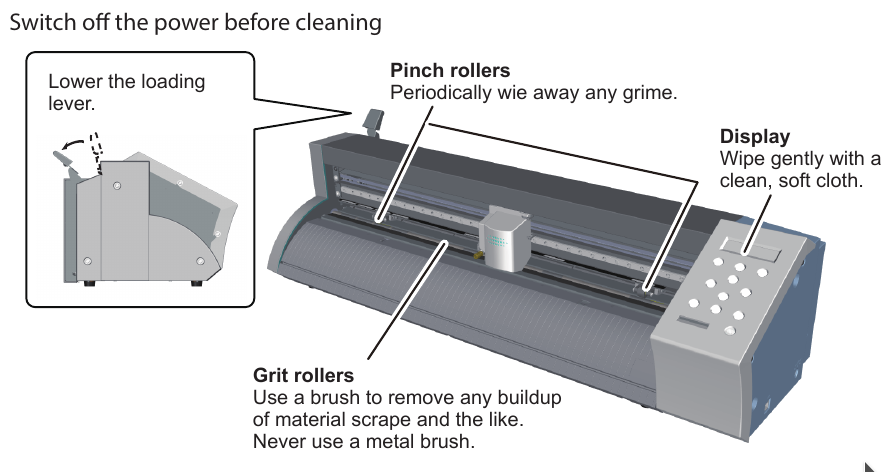 Switch off the power before cleaning
Lower the loading
lever.
Pinch rollers
Periodically wie away any grime.
Display
Wipe gently with a
clean, soft cloth.
Grit rollers
Use a brush to remove any buildup
of material scrape and the like.
Never use a metal brush.